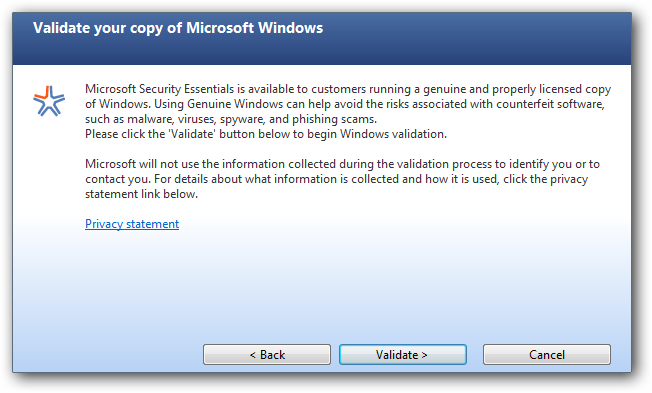 Validate your copy of Microsoft Windows
Microsoft Security Essentials is available to customers running a genuine and properly licensed copy
of Windows. Using Genuine Windows can help avoid the risks associated with counterfeit software,
such as malware, viruses, spyware, and phishing scams.
Please click the 'Validate' button below to begin Windows validation.
Microsoft will not use the information collected during the validation process to identify you or to
contact you. For details about what information is collected and how it is used, click the privacy
statement link below.
Privacy statement
< Back
Validate >
Cancel